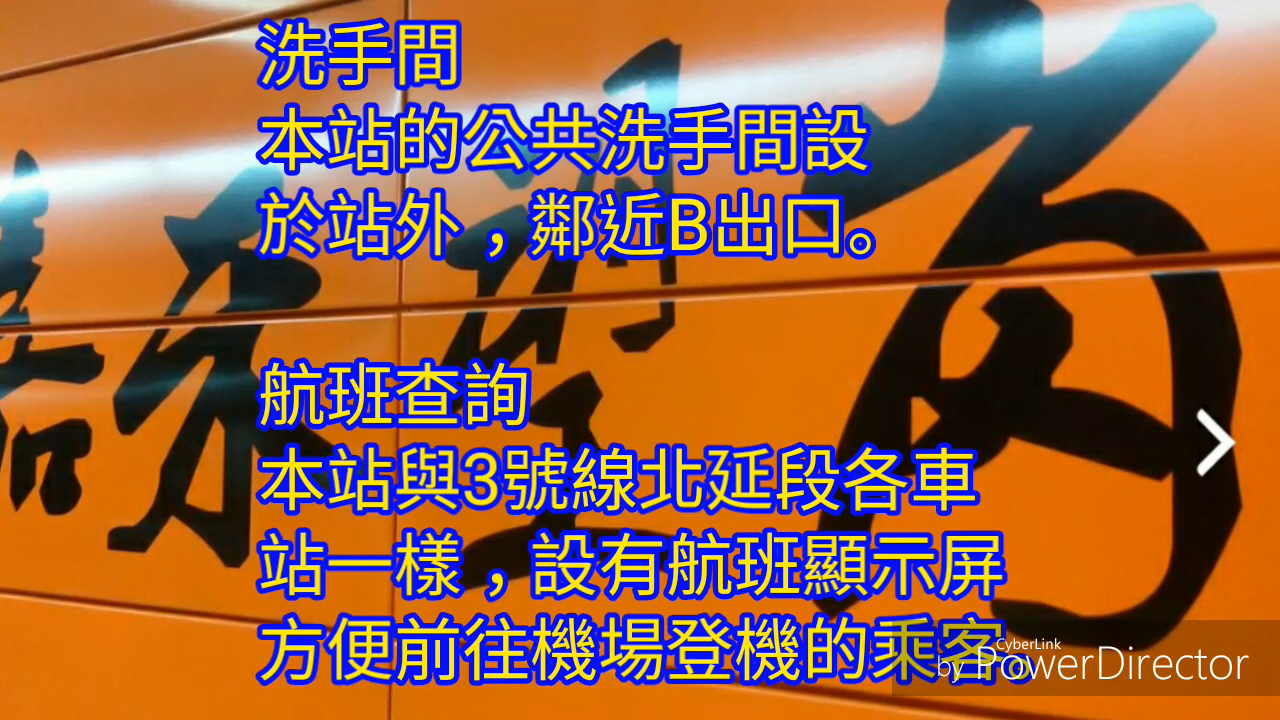 洗手間
本站的公共洗手間設
於站外，鄰近B出口。
航班查詢
本站與3號線北延段各車
站一樣，設有航班顯示屏
方便前往機場登機的乘客。
CyberLink
by PowerDirector